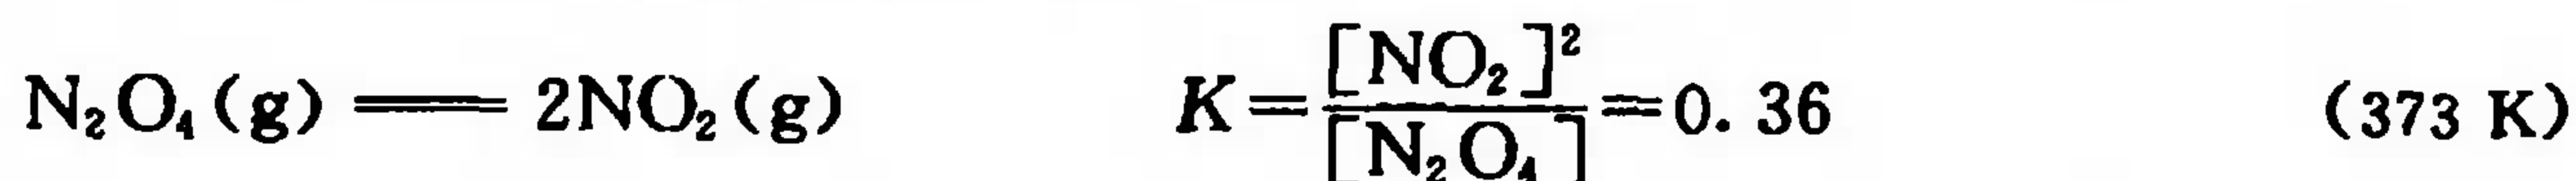 N₂O₄(g) ═ 2NO₂(g) K=[NO₂]²/[N₂O₄]=0.36 (373 K)